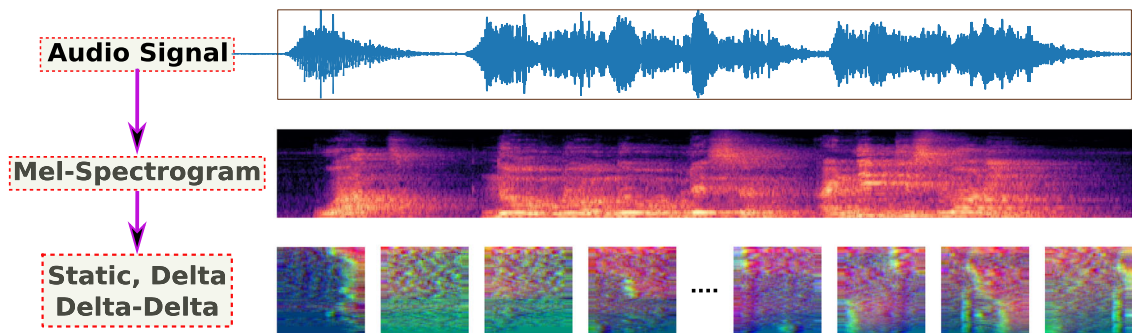 Audio Signal
Mel-Spectrogram
Static, Delta
Delta-Delta
....